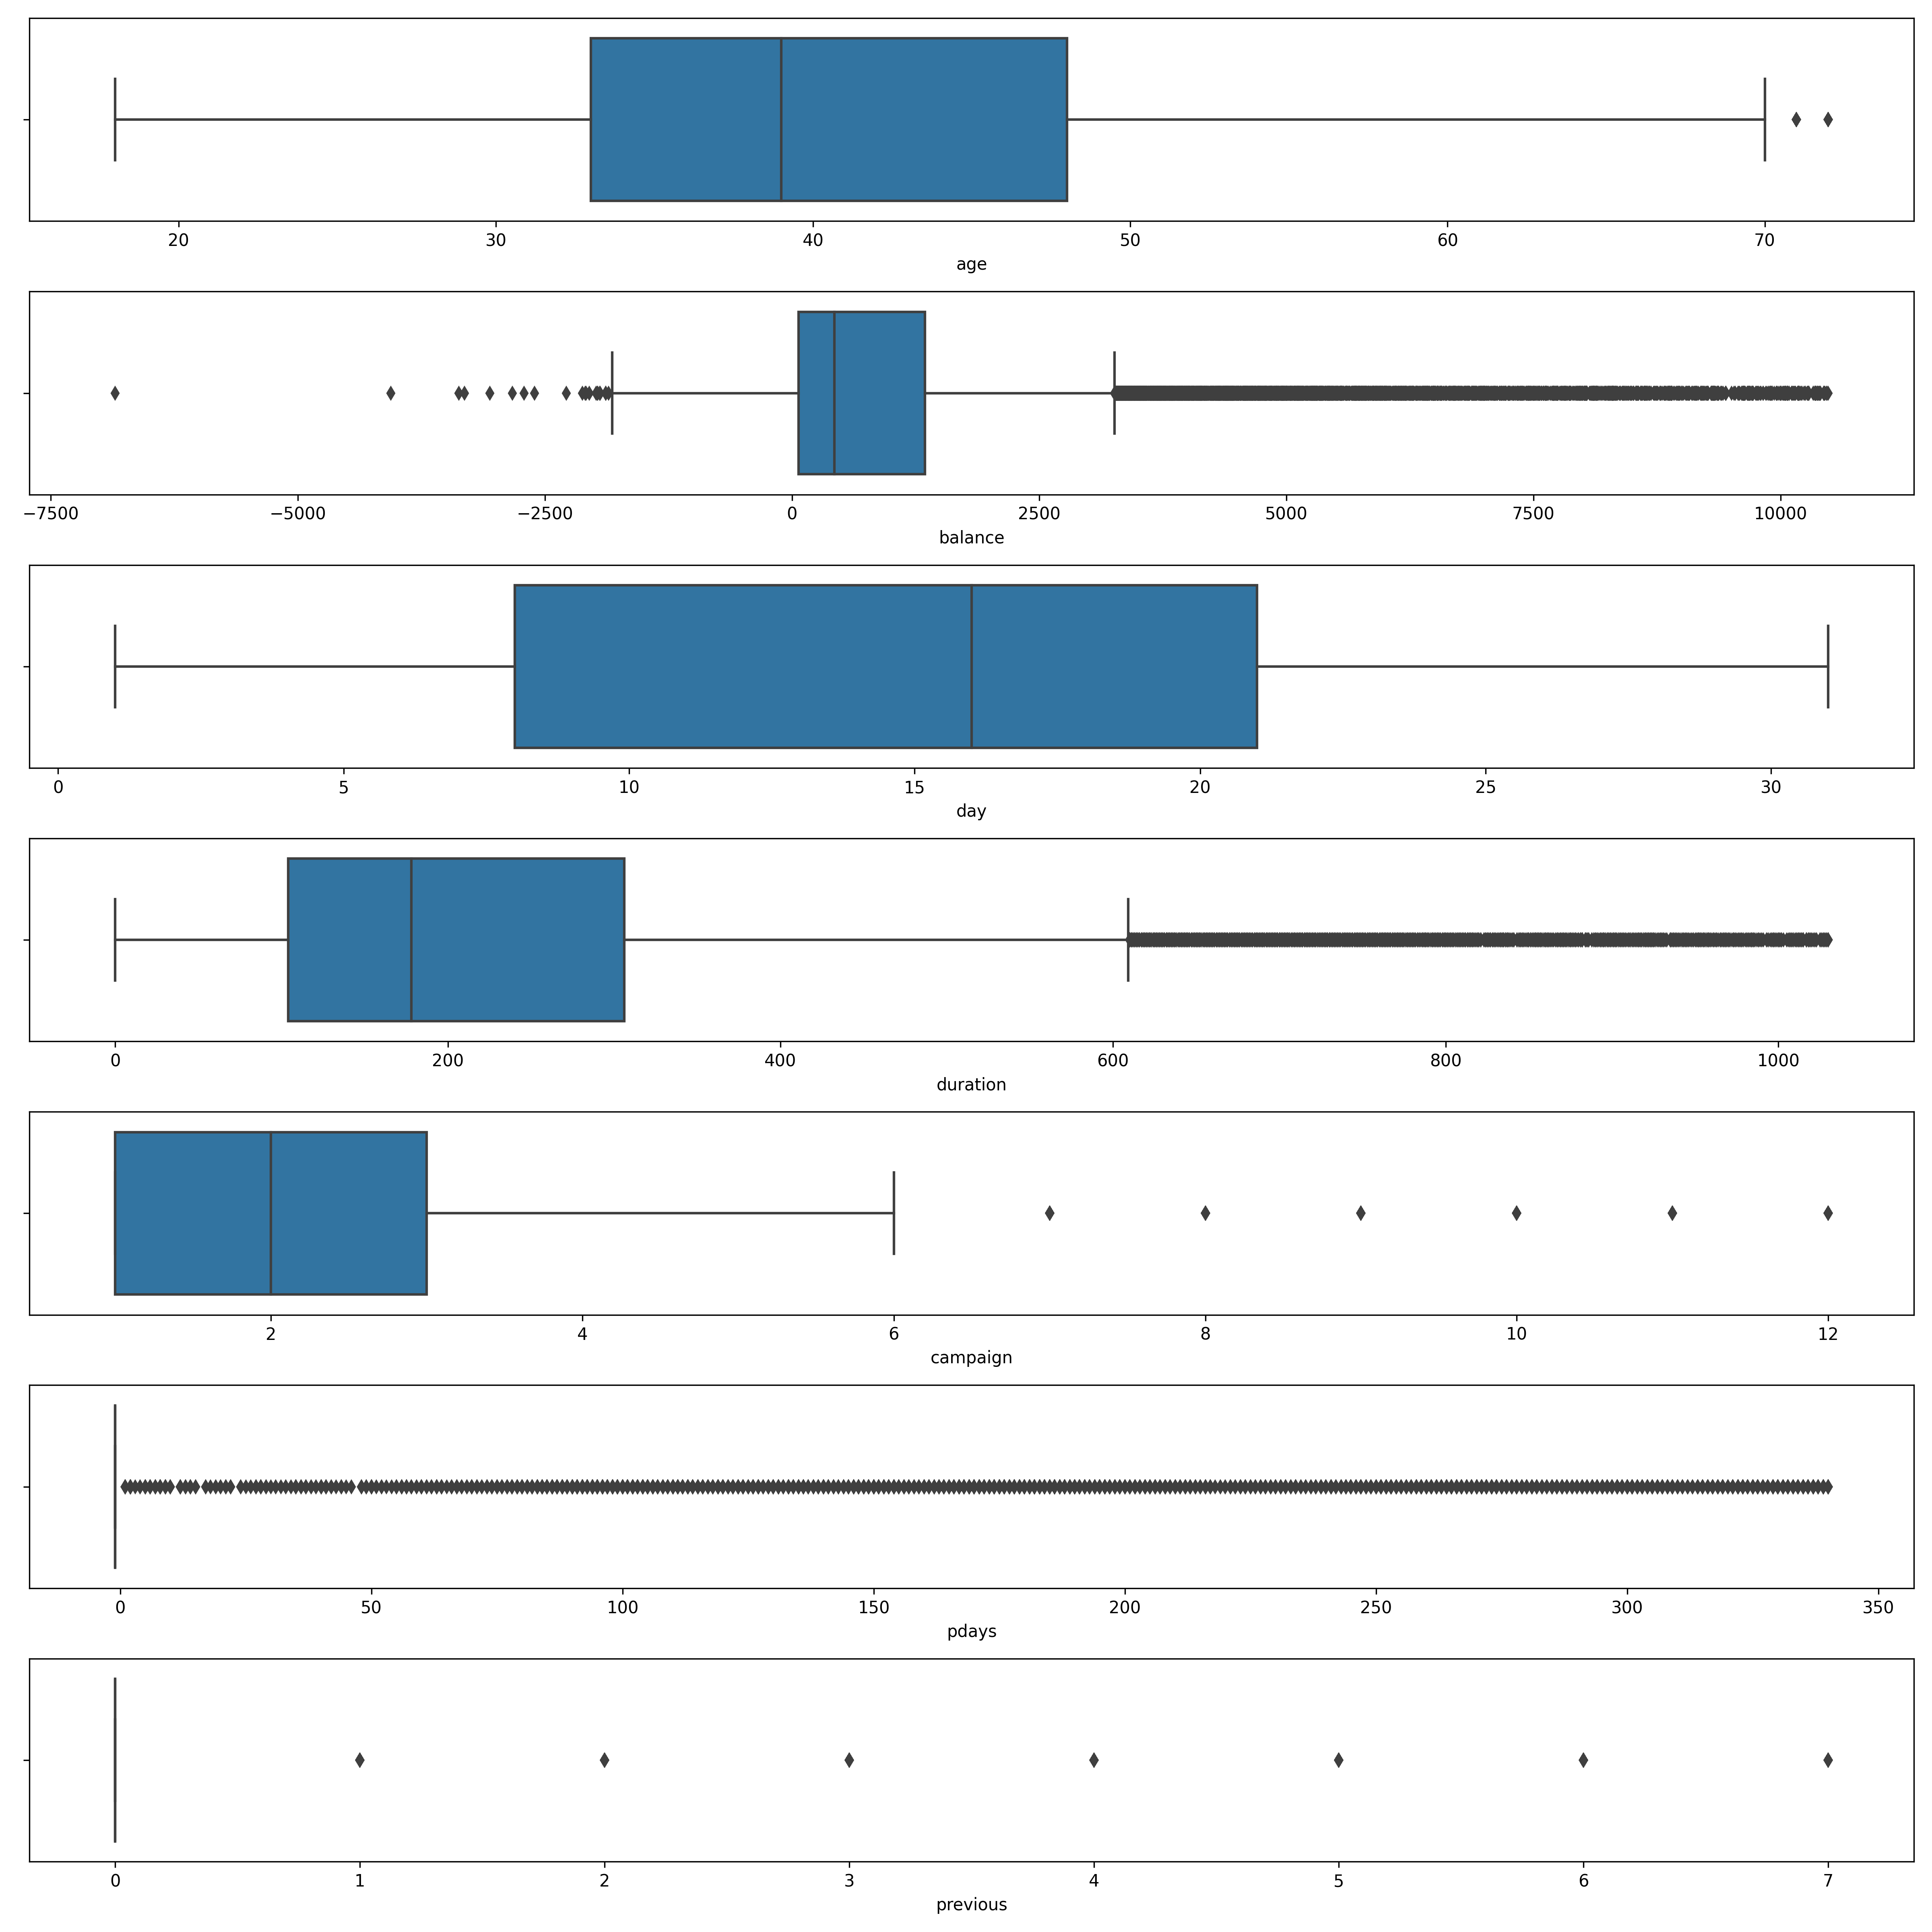 20 30 40 50 60 70
age
−7500 −5000 −2500 0 2500 5000 7500 10000
balance
0 5 10 15 20 25 30
day
0 200 400 600 800 1000
duration
2 4 6 8 10 12
campaign
0 50 100 150 200 250 300 350
pdays
0 1 2 3 4 5 6 7
previous